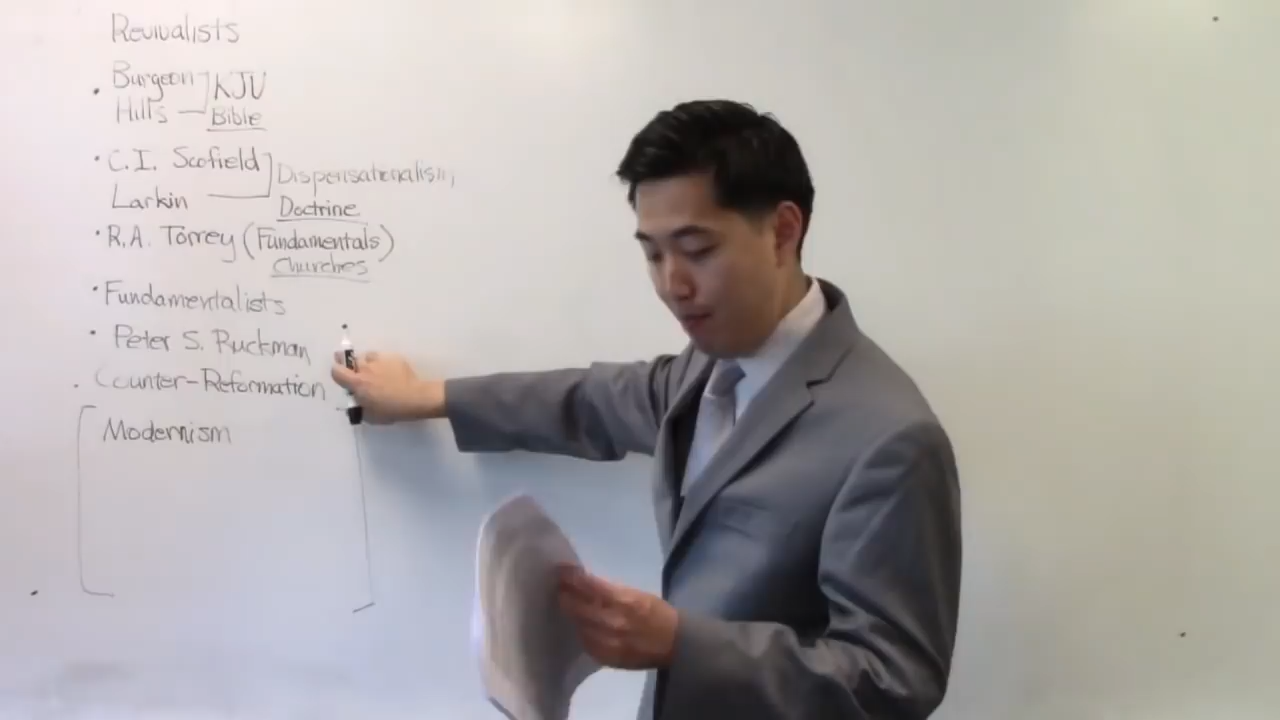 Revivalists
· Burgeon KJV
Hills Bible
· C.I. Scofield Dispensationalism,
Larkin Doctrine
· R.A. Torrey (Fundamentals)
Churches
· Fundamentalists
· Peter S. Ruckman
. Counter-Reformation
Modernism